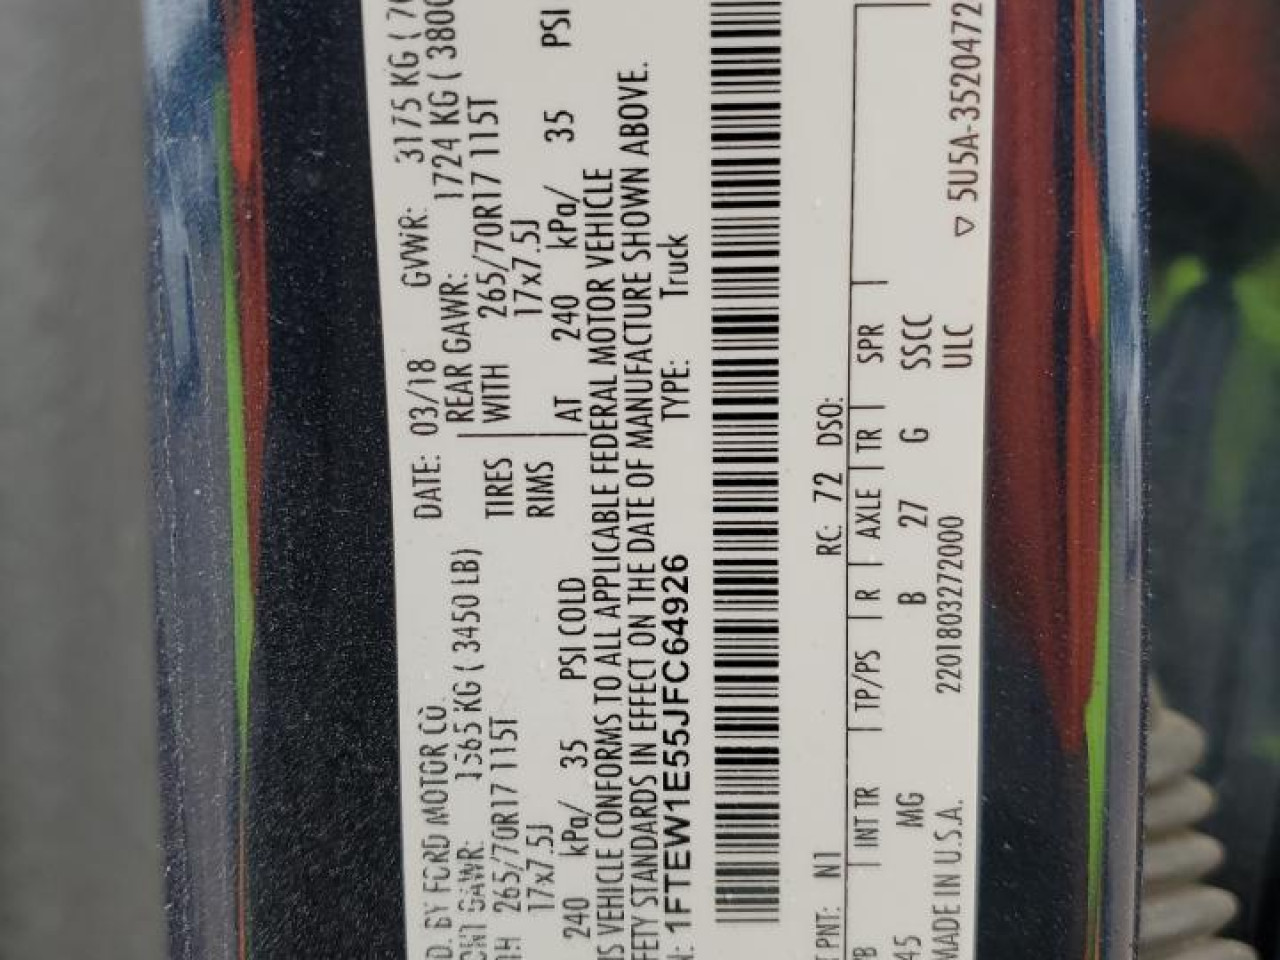 D. BY FORD MOTOR CO. DATE: 03/18 GVWR: 3175 KG
GAWR: 1565 KG ( 3450 LB) REAR GAWR: 1724 KG (
265/70R17 115T TIRES WITH 265/70R17 115T
17x7.5J RIMS 17x7.5J
240 kPa/ 35 PSI COLD AT 240 kPa/ 35 PSI
VEHICLE CONFORMS TO ALL APPLICABLE FEDERAL MOTOR VEHICLE
STANDARDS IN EFFECT ON THE DATE OF MANUFACTURE SHOWN ABOVE.
1FTEW1E55JFC64926 TYPE: Truck
PNT: N1 RC: 72 DSO:
INT TR TP/PS R AXLE TR SPR
45 MG B 27 G SSCC
MADE IN U.S.A. 2201803272000 ULC ▽ 5U5A-3520472